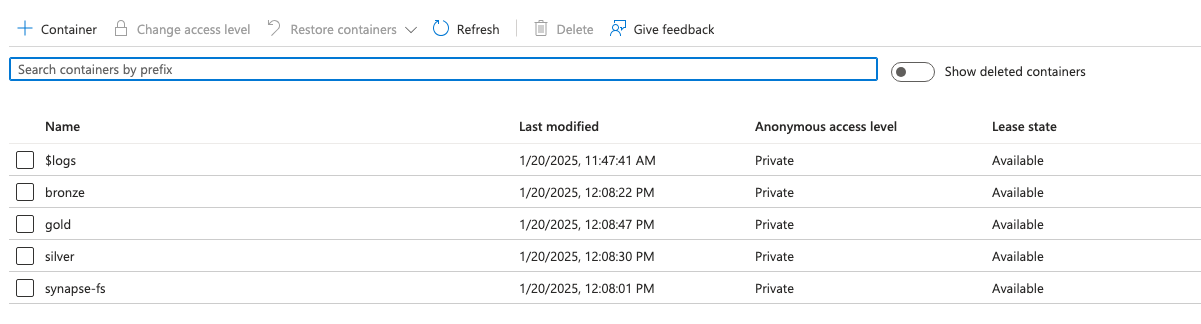 Container Change access level Restore containers Refresh Delete Give feedback
Search containers by prefix Show deleted containers
Name Last modified Anonymous access level Lease state
$logs 1/20/2025, 11:47:41 AM Private Available
bronze 1/20/2025, 12:08:22 PM Private Available
gold 1/20/2025, 12:08:47 PM Private Available
silver 1/20/2025, 12:08:30 PM Private Available
synapse-fs 1/20/2025, 12:08:01 PM Private Available